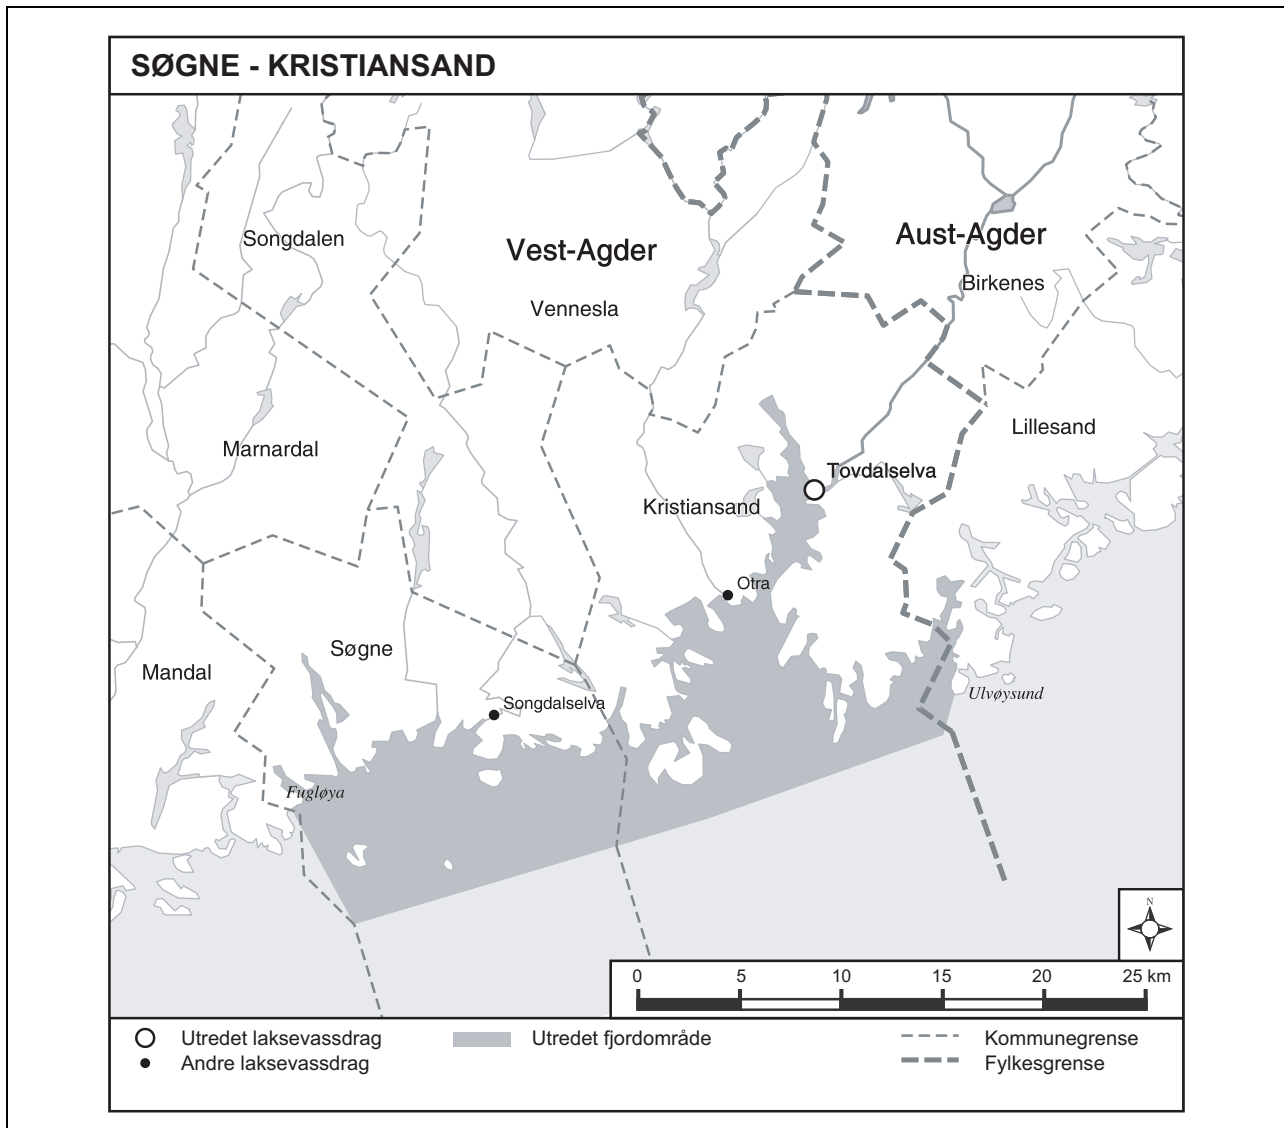 SØGNE - KRISTIANSAND
Songdalen
Vest-Agder
Aust-Agder
Birkenes
Vennesla
Marnardal
Lillesand
Tovdalselva
Kristiansand
Otra
Søgne
Mandal
Songdalselva
Ulvøysund
Fugløya
N
0 5 10 15 20 25 km
Utredet laksevassdrag Utredet fjordområde Kommunegrense
Andre laksevassdrag Fylkesgrense